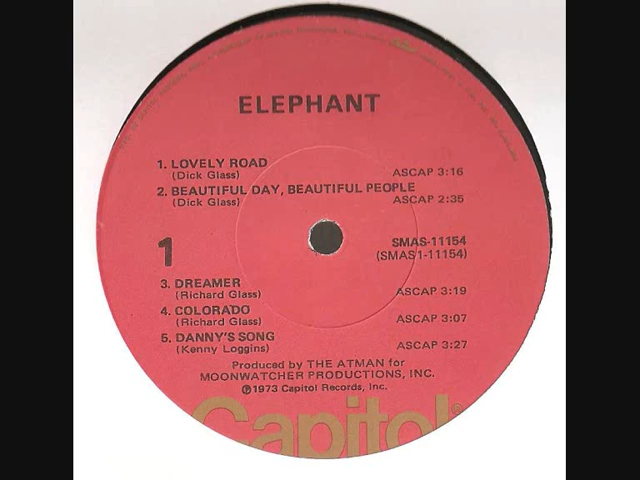 ELEPHANT
1. LOVELY ROAD
(Dick Glass) ASCAP 3:16
2. BEAUTIFUL DAY, BEAUTIFUL PEOPLE
(Dick Glass) ASCAP 2:35
1 SMAS-11154
(SMAS1-11154)
3. DREAMER
(Richard Glass) ASCAP 3:19
4. COLORADO
(Richard Glass) ASCAP 3:07
5. DANNY'S SONG
(Kenny Loggins) ASCAP 3:27
Produced by THE ATMAN for
MOONWATCHER PRODUCTIONS, INC.
℗1973 Capitol Records, Inc.
Capitol®